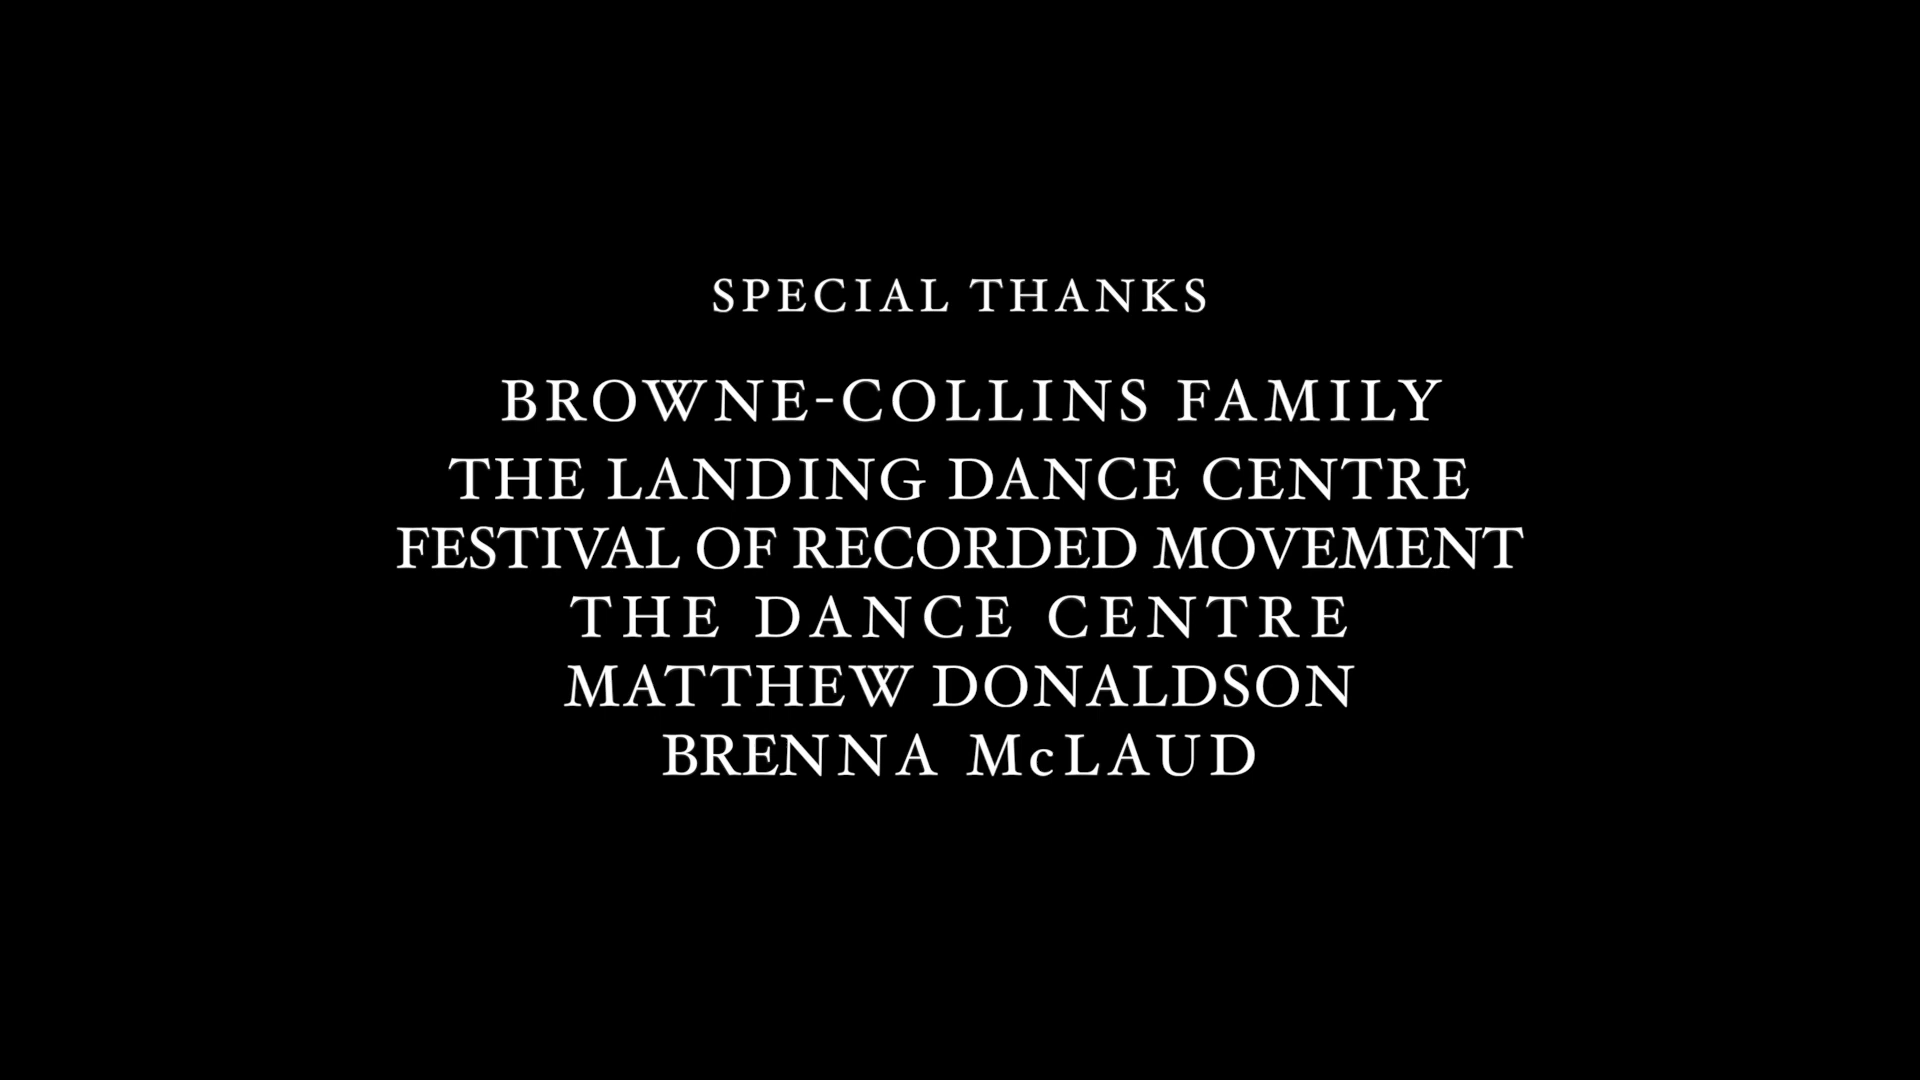 SPECIAL THANKS
BROWNE-COLLINS FAMILY
THE LANDING DANCE CENTRE
FESTIVAL OF RECORDED MOVEMENT
THE DANCE CENTRE
MATTHEW DONALDSON
BRENNA McLAUD